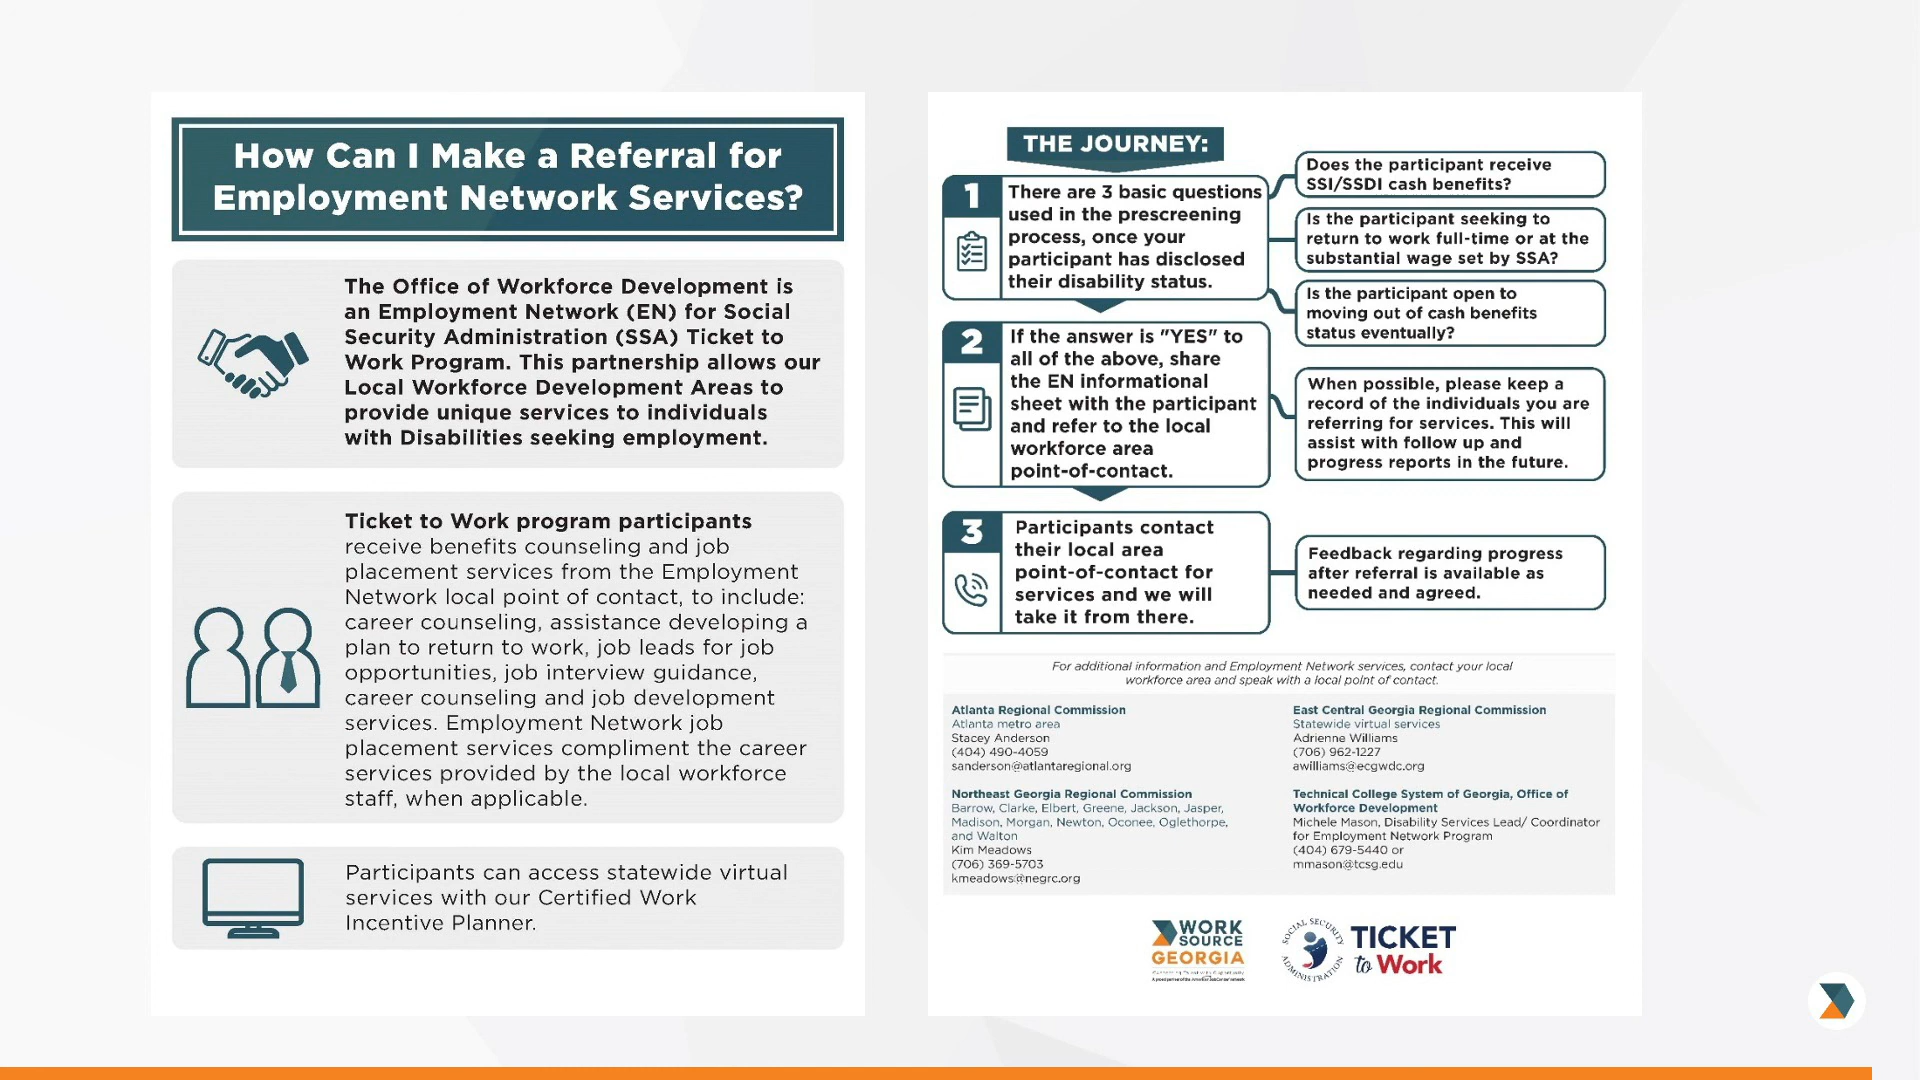 How Can I Make a Referral for
Employment Network Services?
The Office of Workforce Development is
an Employment Network (EN) for Social
Security Administration (SSA) Ticket to
Work Program. This partnership allows our
Local Workforce Development Areas to
provide unique services to individuals
with Disabilities seeking employment.
Ticket to Work program participants
receive benefits counseling and job
placement services from the Employment
Network local point of contact, to include:
career counseling, assistance developing a
plan to return to work, job leads for job
opportunities, job interview guidance,
career counseling and job development
services. Employment Network job
placement services compliment the career
services provided by the local workforce
staff, when applicable.
Participants can access statewide virtual
services with our Certified Work
Incentive Planner.
THE JOURNEY:
1
There are 3 basic questions
used in the prescreening
process, once your
participant has disclosed
their disability status.
Does the participant receive
SSI/SSDI cash benefits?
Is the participant seeking to
return to work full-time or at the
substantial wage set by SSA?
Is the participant open to
moving out of cash benefits
status eventually?
2
If the answer is "YES" to
all of the above, share
the EN informational
sheet with the participant
and refer to the local
workforce area
point-of-contact.
When possible, please keep a
record of the individuals you are
referring for services. This will
assist with follow up and
progress reports in the future.
3
Participants contact
their local area
point-of-contact for
services and we will
take it from there.
Feedback regarding progress
after referral is available as
needed and agreed.
For additional information and Employment Network services, contact your local
workforce area and speak with a local point of contact.
Atlanta Regional Commission
Atlanta metro area
Stacey Anderson
(404) 490-4059
sanderson@atlantaregional.org
Northeast Georgia Regional Commission
Barrow, Clarke, Elbert, Greene, Jackson, Jasper,
Madison, Morgan, Newton, Oconee, Oglethorpe,
and Walton
Kim Meadows
(706) 369-5703
kmeadows@negrc.org
East Central Georgia Regional Commission
Statewide virtual services
Adrienne Williams
(706) 962-1227
awilliams@ecgwdc.org
Technical College System of Georgia, Office of
Workforce Development
Michele Mason, Disability Services Lead/ Coordinator
for Employment Network Program
(404) 679-5440 or
mmason@tcsg.edu
WORK
SOURCE
GEORGIA
SOCIAL SECURITY
ADMINISTRATION
TICKET
to Work